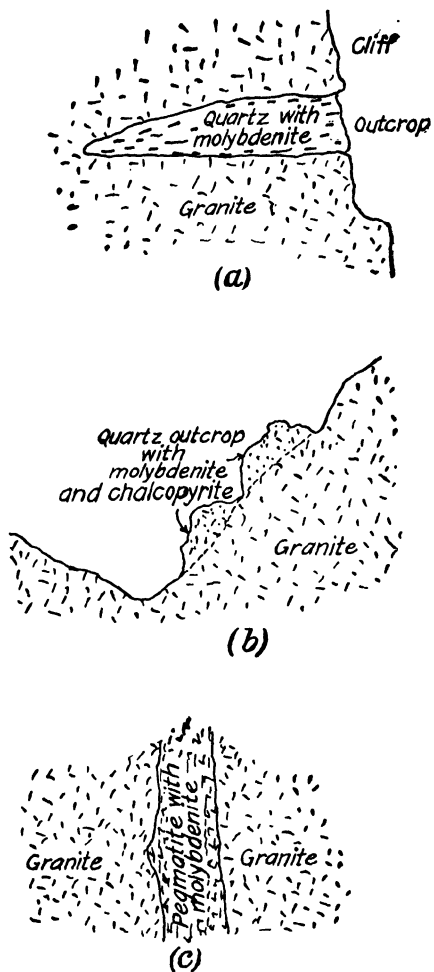 Cliff
Quartz with
molybdenite
Outcrop
Granite
(a)
Quartz outcrop
with
molybdenite
and chalcopyrite
Granite
(b)
Granite
Pegmatite with
molybdenite
Granite
(c)